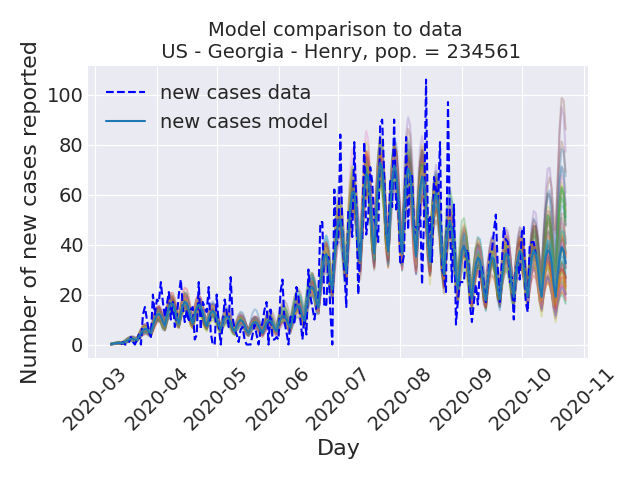 Model comparison to data
US - Georgia - Henry, pop. = 234561
Number of new cases reported
100
80
60
40
20
0
new cases data
new cases model
2020-03
2020-04
2020-05
2020-06
2020-07
2020-08
2020-09
2020-10
2020-11
Day